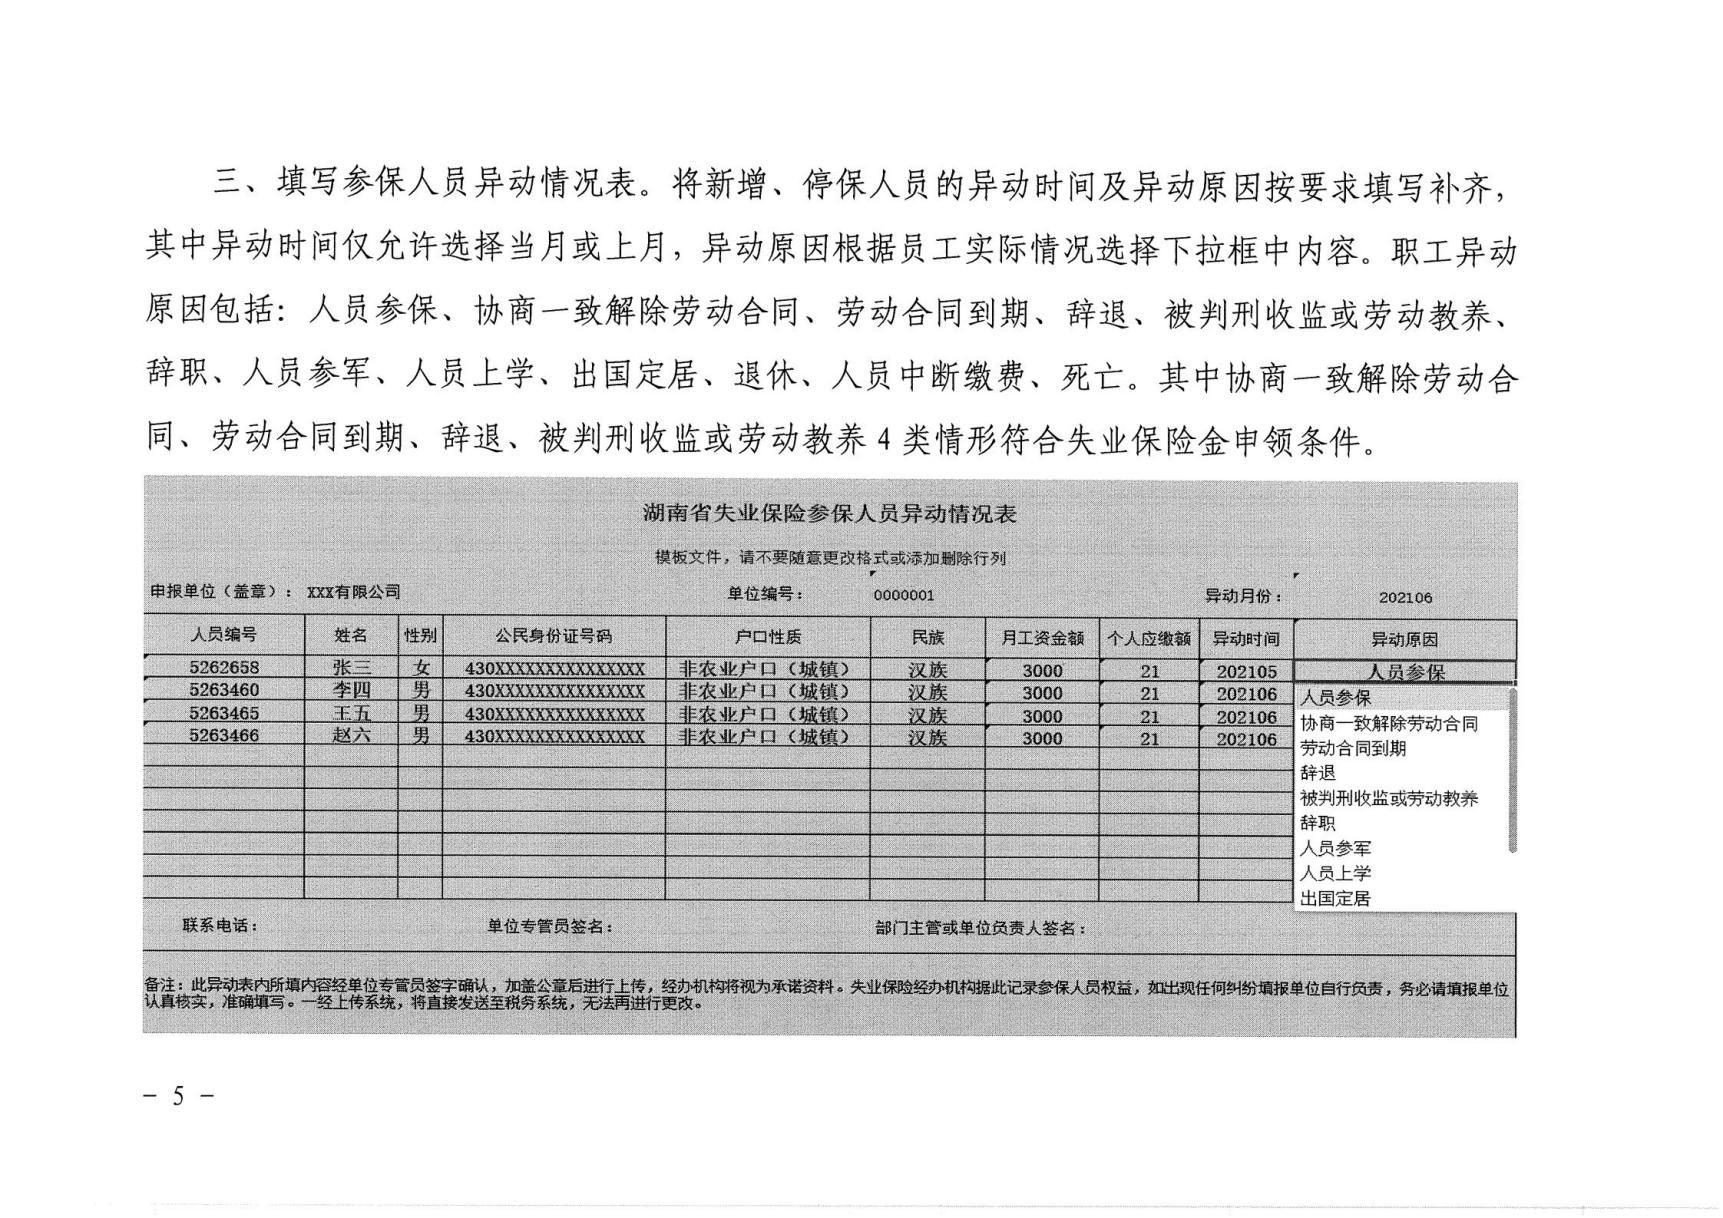 三、填写参保人员异动情况表。将新增、停保人员的异动时间及异动原因按要求填写补齐，
其中异动时间仅允许选择当月或上月，异动原因根据员工实际情况选择下拉框中内容。职工异动
原因包括：人员参保、协商一致解除劳动合同、劳动合同到期、辞退、被判刑收监或劳动教养、
辞职、人员参军、人员上学、出国定居、退休、人员中断缴费、死亡。其中协商一致解除劳动合
同、劳动合同到期、辞退、被判刑收监或劳动教养 4 类情形符合失业保险金申领条件。
湖南省失业保险参保人员异动情况表
模板文件，请不要随意更改格式或添加删除行列
申报单位（盖章）： XXX有限公司 单位编号： 0000001 异动月份： 202106
人员编号 姓名 性别 公民身份证号码 户口性质 民族 月工资金额 个人应缴额 异动时间 异动原因
5262658 张三 女 430XXXXXXXXXXXXXXX 非农业户口（城镇） 汉族 3000 21 202105 人员参保
5263460 李四 男 430XXXXXXXXXXXXXXX 非农业户口（城镇） 汉族 3000 21 202106
5263465 王五 男 430XXXXXXXXXXXXXXX 非农业户口（城镇） 汉族 3000 21 202106
5263466 赵六 男 430XXXXXXXXXXXXXXX 非农业户口（城镇） 汉族 3000 21 202106
人员参保
协商一致解除劳动合同
劳动合同到期
辞退
被判刑收监或劳动教养
辞职
人员参军
人员上学
出国定居
联系电话： 单位专管员签名： 部门主管或单位负责人签名：
备注：此异动表内所填内容经单位专管员签字确认，加盖公章后进行上传，经办机构将视为承诺资料。失业保险经办机构据此记录参保人员权益，如出现任何纠纷填报单位自行负责，务必请填报单位
认真核实，准确填写。一经上传系统，将直接发送至税务系统，无法再进行更改。
- 5 -